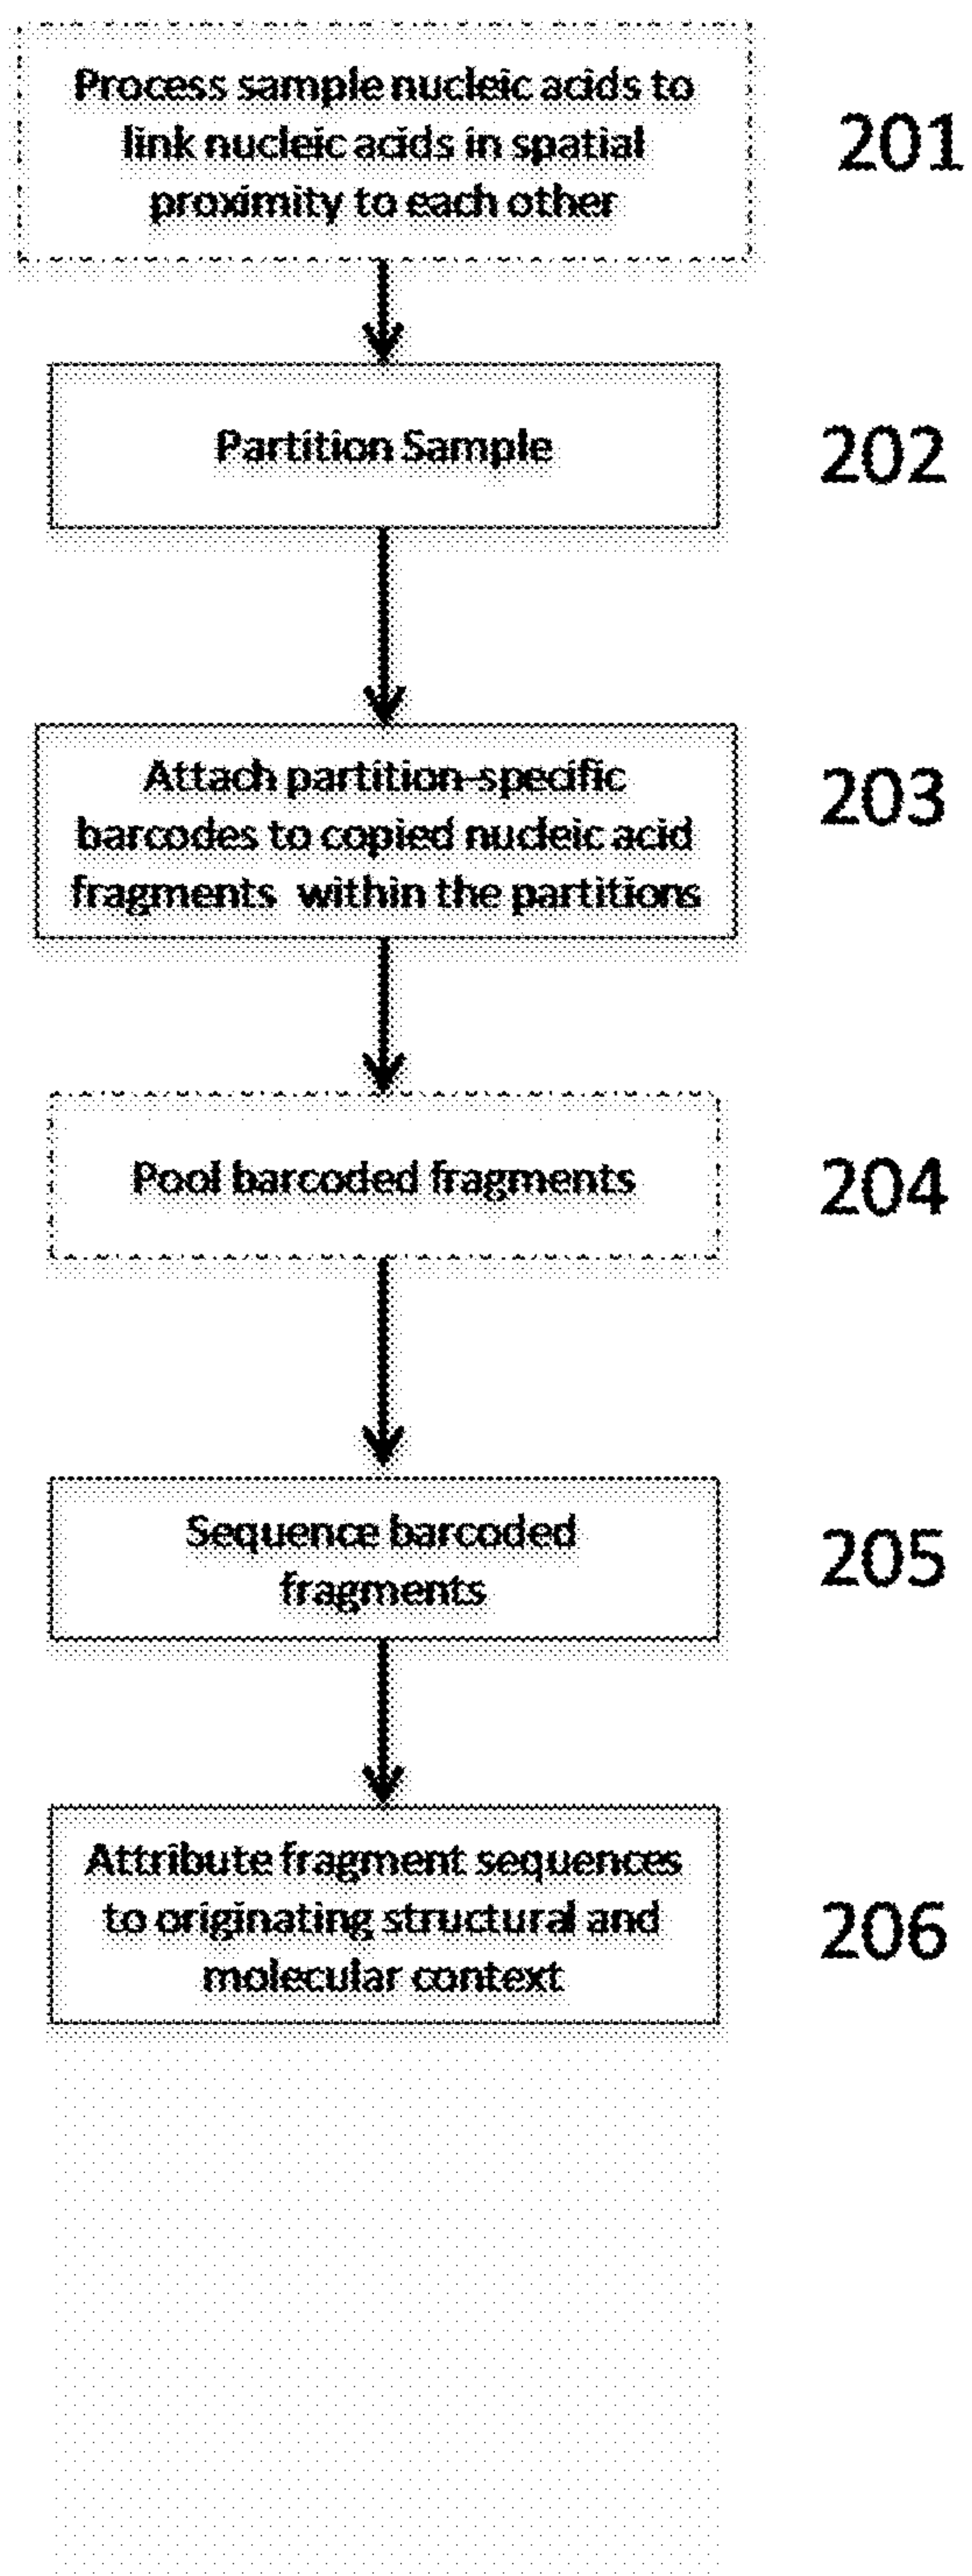 Process sample nucleic acids to
link nucleic acids in spatial
proximity to each other
201
Partition Sample
202
Attach partition-specific
barcodes to copied nucleic acid
fragments within the partitions
203
Pool barcoded fragments
204
Sequence barcoded
fragments
205
Attribute fragment sequences
to originating structural and
molecular context
206